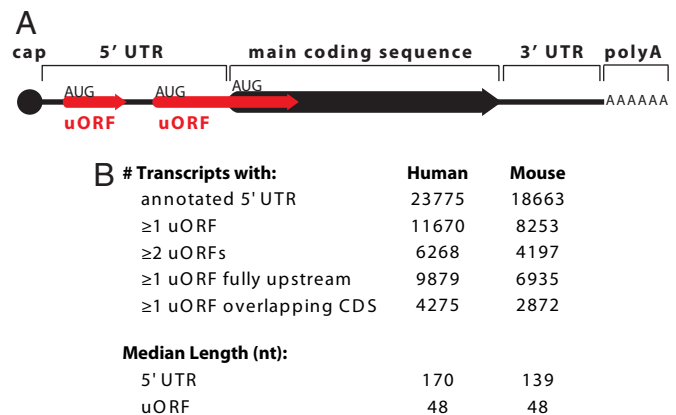 A
cap 5' UTR main coding sequence 3' UTR polyA
AUG AUG AUG
AAAAAA
uORF uORF
B # Transcripts with: Human Mouse
annotated 5' UTR 23775 18663
≥1 uORF 11670 8253
≥2 uORFs 6268 4197
≥1 uORF fully upstream 9879 6935
≥1 uORF overlapping CDS 4275 2872
Median Length (nt):
5' UTR 170 139
uORF 48 48